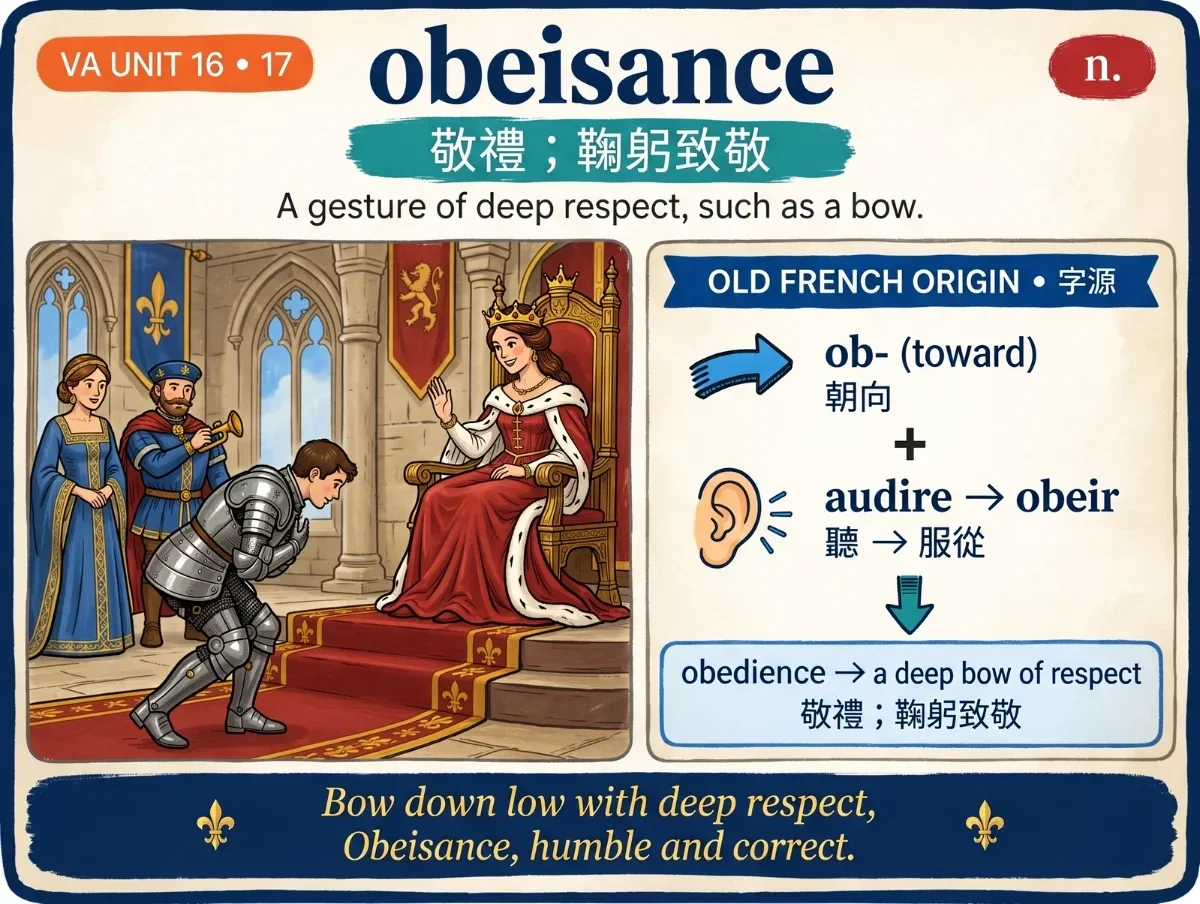 VA UNIT 16 • 17
obeisance
n.
敬禮；鞠躬致敬
A gesture of deep respect, such as a bow.
OLD FRENCH ORIGIN • 字源
ob- (toward)
朝向
+
audire → obeir
聽 → 服從
obedience → a deep bow of respect
敬禮；鞠躬致敬
Bow down low with deep respect,
Obeisance, humble and correct.